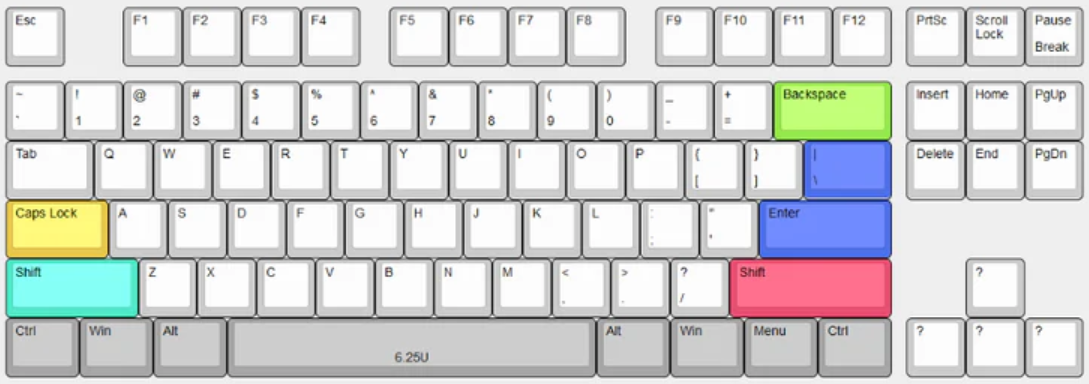 Esc F1 F2 F3 F4 F5 F6 F7 F8 F9 F10 F11 F12 PrtSc Scroll Pause
Lock
Break
~ ! @ # $ % ^ & * ( ) _ + Backspace Insert Home PgUp
` 1 2 3 4 5 6 7 8 9 0 - =
Tab Q W E R T Y U I O P { } | Delete End PgDn
[ ] \
Caps Lock A S D F G H J K L : " Enter
; '
Shift Z X C V B N M < > ? Shift ?
, . /
Ctrl Win Alt Alt Win Menu Ctrl ? ? ?
6.25U